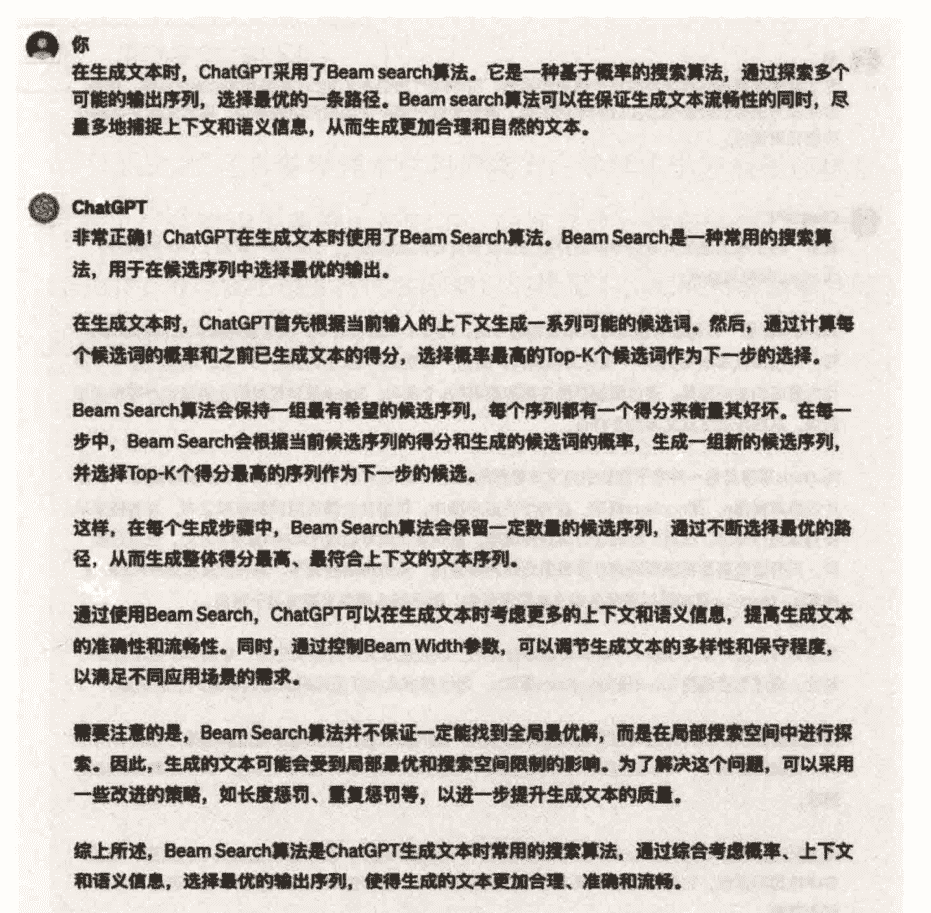 你
在生成文本时，ChatGPT采用了Beam search算法。它是一种基于概率的搜索算法，通过探索多个
可能的输出序列，选择最优的一条路径。Beam search算法可以在保证生成文本流畅性的同时，尽
量多地捕捉上下文和语义信息，从而生成更加合理和自然的文本。
ChatGPT
非常正确！ChatGPT在生成文本时使用了Beam Search算法。Beam Search是一种常用的搜索算
法，用于在候选序列中选择最优的输出。
在生成文本时，ChatGPT首先根据当前输入的上下文生成一系列可能的候选词。然后，通过计算每
个候选词的概率和之前已生成文本的得分，选择概率最高的Top-K个候选词作为下一步的选择。
Beam Search算法会保持一组最有希望的候选序列，每个序列都有一个得分来衡量其好坏。在每一
步中，Beam Search会根据当前候选序列的得分和生成的候选词的概率，生成一组新的候选序列，
并选择Top-K个得分最高的序列作为下一步的候选。
这样，在每个生成步骤中，Beam Search算法会保留一定数量的候选序列，通过不断选择最优的路
径，从而生成整体得分最高、最符合上下文的文本序列。
通过使用Beam Search，ChatGPT可以在生成文本时考虑更多的上下文和语义信息，提高生成文本
的准确性和流畅性。同时，通过控制Beam Width参数，可以调节生成文本的多样性和保守程度，
以满足不同应用场景的需求。
需要注意的是，Beam Search算法并不保证一定能找到全局最优解，而是在局部搜索空间中进行探
索。因此，生成的文本可能会受到局部最优和搜索空间限制的影响。为了解决这个问题，可以采用
一些改进的策略，如长度惩罚、重复惩罚等，以进一步提升生成文本的质量。
综上所述，Beam Search算法是ChatGPT生成文本时常用的搜索算法，通过综合考虑概率、上下文
和语义信息，选择最优的输出序列，使得生成的文本更加合理、准确和流畅。